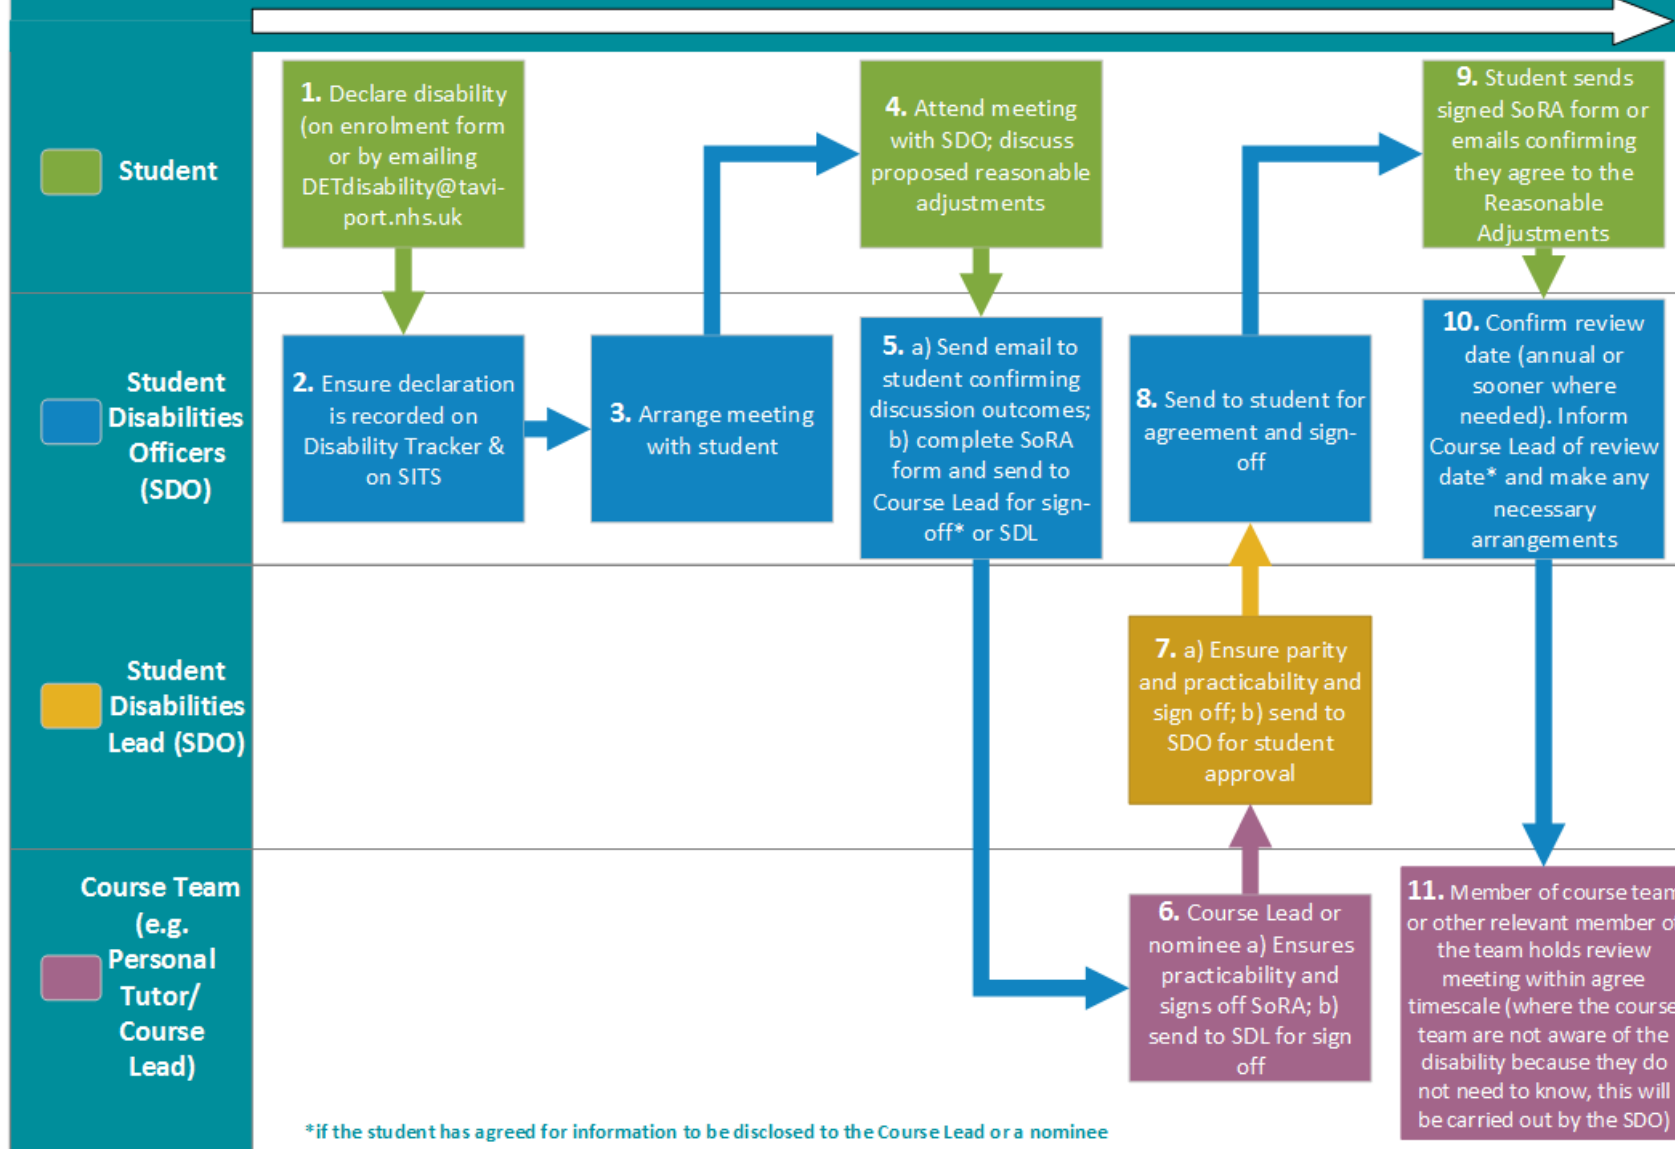 Student
1. Declare disability
(on enrolment form
or by emailing
DETdisability@tavi-
port.nhs.uk
4. Attend meeting
with SDO; discuss
proposed reasonable
adjustments
9. Student sends
signed SoRA form or
emails confirming
they agree to the
Reasonable
Adjustments
Student
Disabilities
Officers
(SDO)
2. Ensure declaration
is recorded on
Disability Tracker &
on SITS
3. Arrange meeting
with student
5. a) Send email to
student confirming
discussion outcomes;
b) complete SoRA
form and send to
Course Lead for sign-
off* or SDL
8. Send to student for
agreement and sign-
off
10. Confirm review
date (annual or
sooner where
needed). Inform
Course Lead of review
date* and make any
necessary
arrangements
Student
Disabilities
Lead (SDO)
7. a) Ensure parity
and practicability and
sign off; b) send to
SDO for student
approval
Course Team
(e.g.
Personal
Tutor/
Course
Lead)
6. Course Lead or
nominee a) Ensures
practicability and
signs off SoRA; b)
send to SDL for sign
off
11. Member of course team
or other relevant member of
the team holds review
meeting within agree
timescale (where the course
team are not aware of the
disability because they do
not need to know, this will
be carried out by the SDO)
*if the student has agreed for information to be disclosed to the Course Lead or a nominee